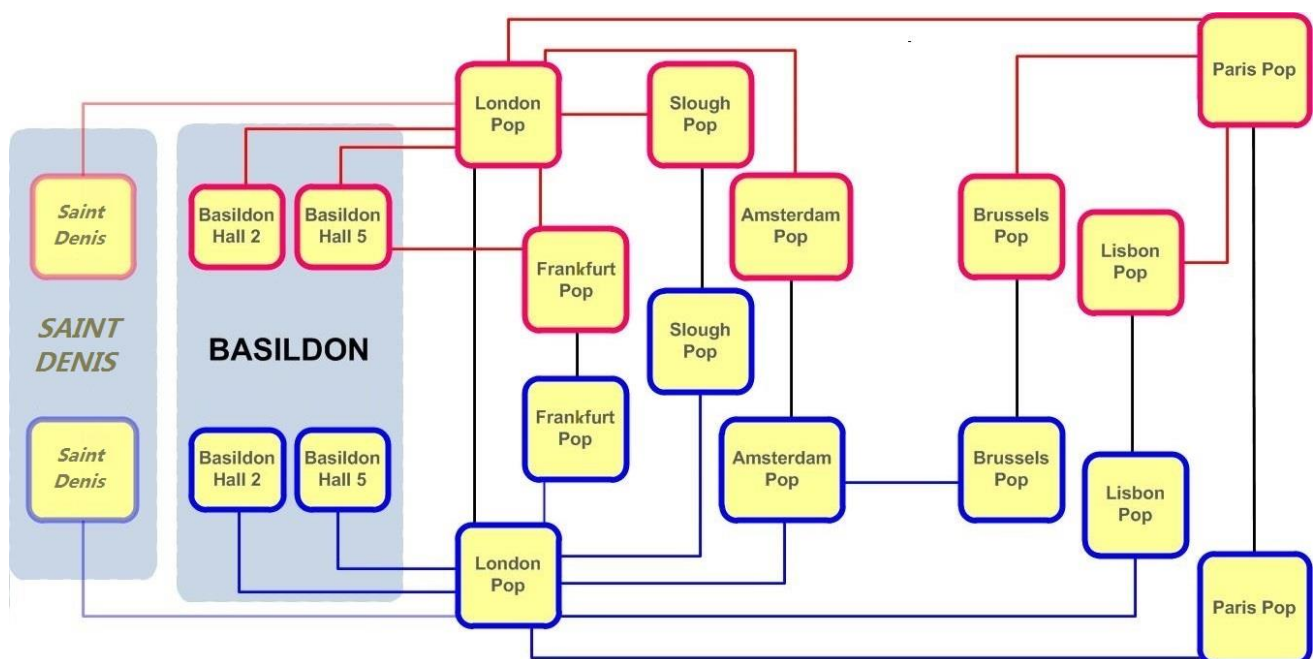 Paris Pop
London
Pop
Slough
Pop
Saint
Denis
Basildon
Hall 2
Basildon
Hall 5
Amsterdam
Pop
Brussels
Pop
Lisbon
Pop
Frankfurt
Pop
SAINT
DENIS
BASILDON
Slough
Pop
Frankfurt
Pop
Saint
Denis
Basildon
Hall 2
Basildon
Hall 5
Amsterdam
Pop
Brussels
Pop
Lisbon
Pop
London
Pop
Paris Pop